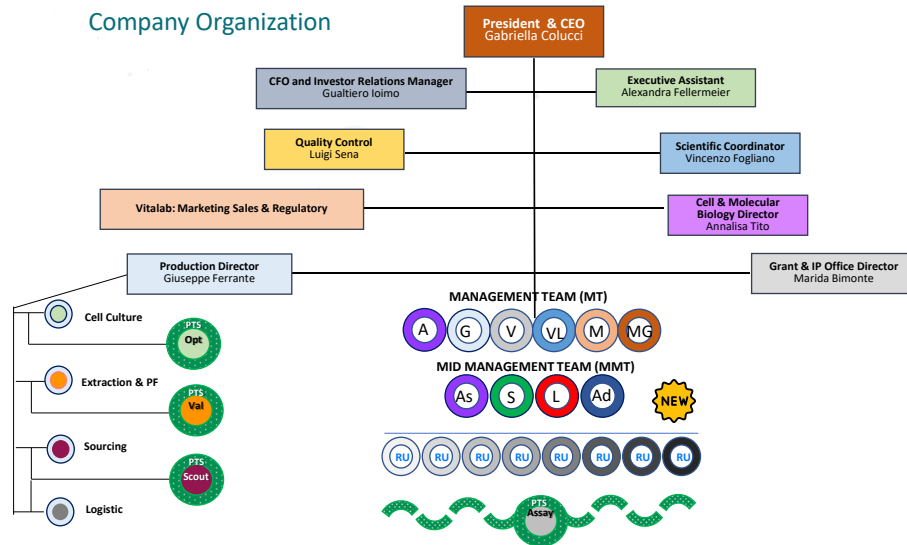 Company Organization
President & CEO
Gabriella Colucci
CFO and Investor Relations Manager
Gualtiero Ioimo
Executive Assistant
Alexandra Fellermeier
Quality Control
Luigi Sena
Scientific Coordinator
Vincenzo Fogliano
Vitalab: Marketing Sales & Regulatory
Cell & Molecular
Biology Director
Annalisa Tito
Production Director
Giuseppe Ferrante
Grant & IP Office Director
Marida Bimonte
Cell Culture
PTS
Opt
Extraction & PF
PTS
Val
Sourcing
PTS
Scout
Logistic
MANAGEMENT TEAM (MT)
A G V VL M MG
MID MANAGEMENT TEAM (MMT)
As S L Ad NEW
RU RU RU RU RU RU RU RU
PTS
Assay